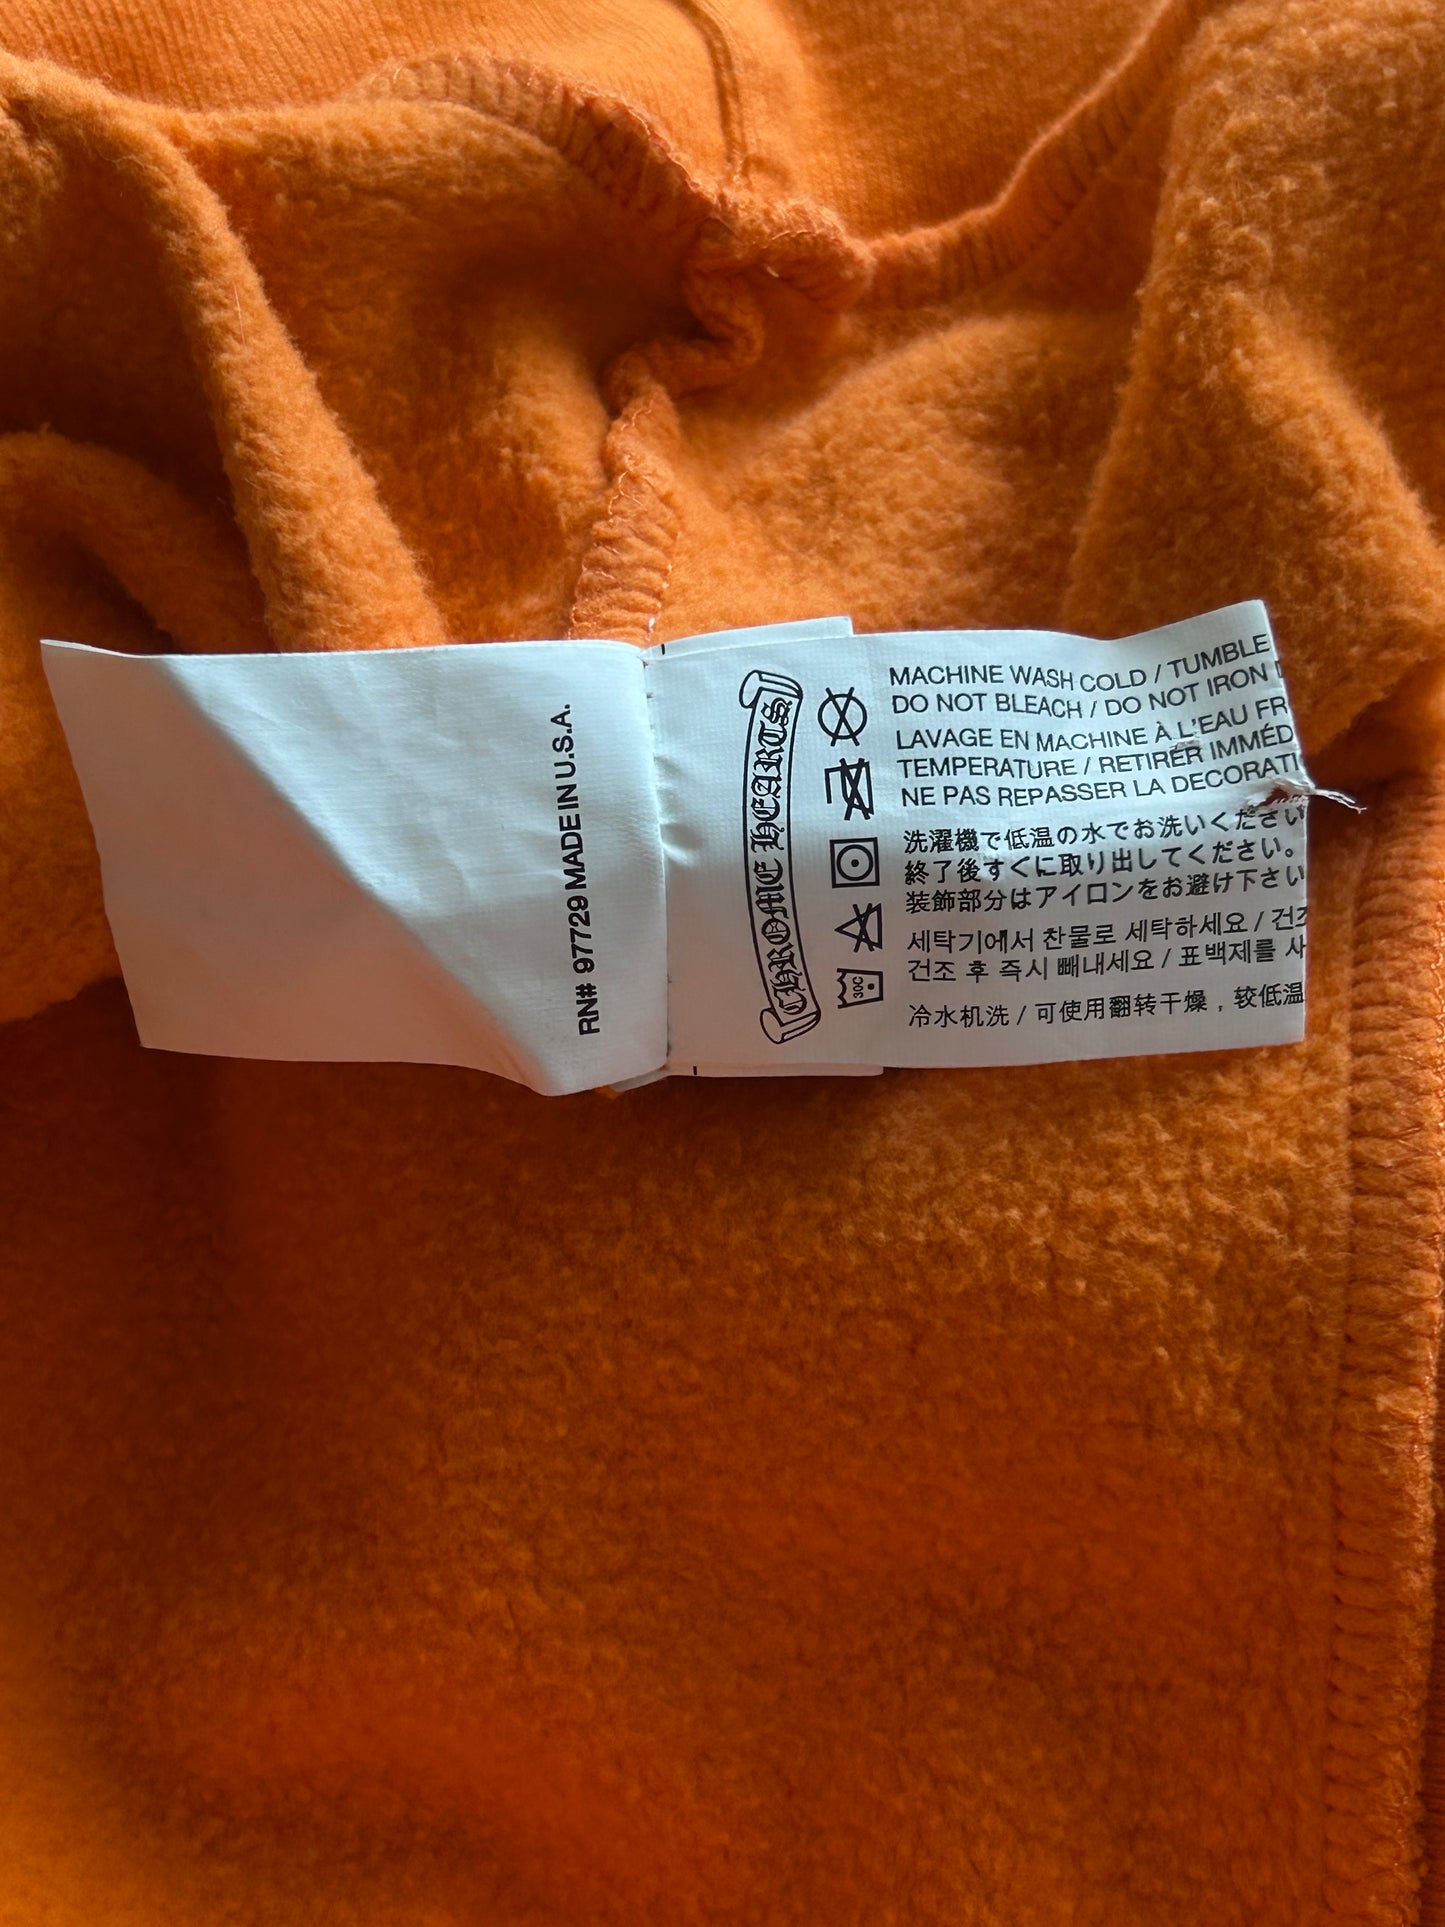 RN# 97729 MADE IN U.S.A.
CHROME HEARTS
30C
MACHINE WASH COLD / TUMBLE
DO NOT BLEACH / DO NOT IRON
LAVAGE EN MACHINE À L'EAU FR
TEMPERATURE / RETIRER IMMÉD
NE PAS REPASSER LA DECORATI
洗濯機で低温の水でお洗いください
終了後すぐに取り出してください。
装飾部分はアイロンをお避け下さい
세탁기에서 찬물로 세탁하세요 / 건조
건조 후 즉시 빼내세요 / 표백제를 사
冷水机洗 / 可使用翻转干燥，较低温